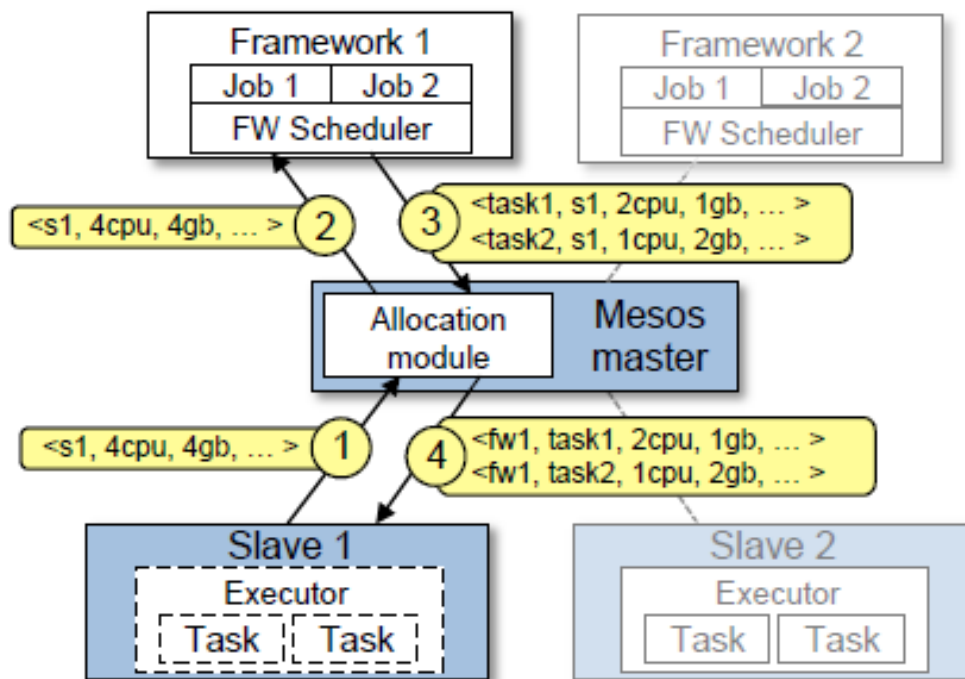 Framework 1
Job 1 Job 2
FW Scheduler
Framework 2
Job 1 Job 2
FW Scheduler
<s1, 4cpu, 4gb, … >
2
3
<task1, s1, 2cpu, 1gb, … >
<task2, s1, 1cpu, 2gb, … >
Allocation
module
Mesos
master
<s1, 4cpu, 4gb, … >
1
4
<fw1, task1, 2cpu, 1gb, … >
<fw1, task2, 1cpu, 2gb, … >
Slave 1
Executor
Task Task
Slave 2
Executor
Task Task